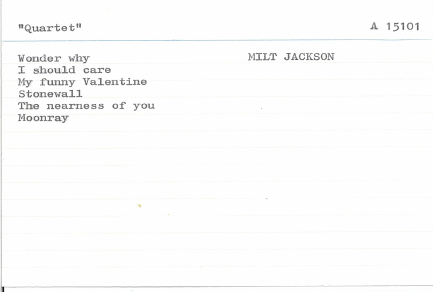 "Quartet" A 15101
Wonder why MILT JACKSON
I should care
My funny Valentine
Stonewall
The nearness of you
Moonray